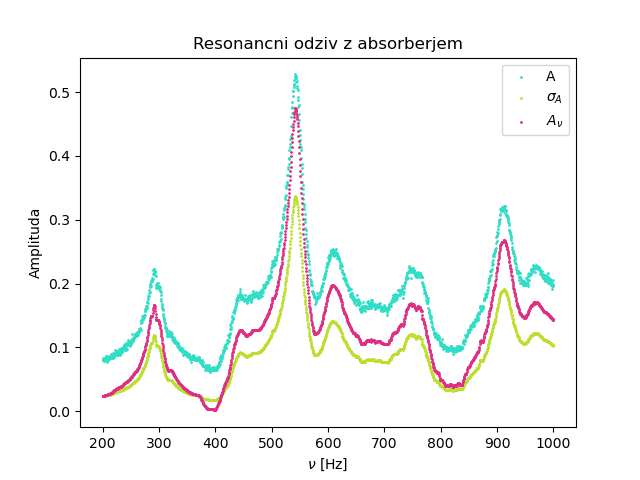 Resonancni odziv z absorberjem
A
σ_A
A_ν
Amplituda
0.5
0.4
0.3
0.2
0.1
0.0
200 300 400 500 600 700 800 900 1000
ν [Hz]